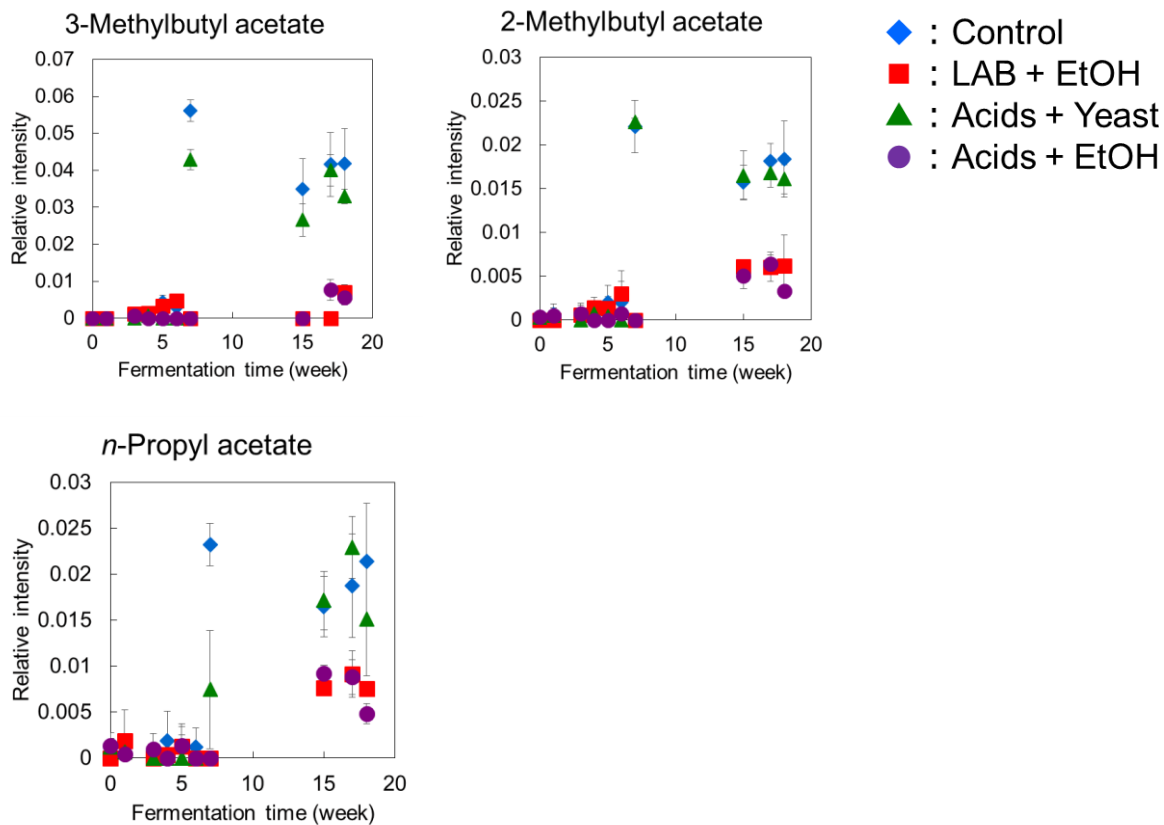 3-Methylbutyl acetate
Relative intensity
0.07
0.06
0.05
0.04
0.03
0.02
0.01
0
0 5 10 15 20
Fermentation time (week)
2-Methylbutyl acetate
Relative intensity
0.03
0.025
0.02
0.015
0.01
0.005
0
0 5 10 15 20
Fermentation time (week)
: Control
: LAB + EtOH
: Acids + Yeast
: Acids + EtOH
n-Propyl acetate
Relative intensity
0.03
0.025
0.02
0.015
0.01
0.005
0
0 5 10 15 20
Fermentation time (week)